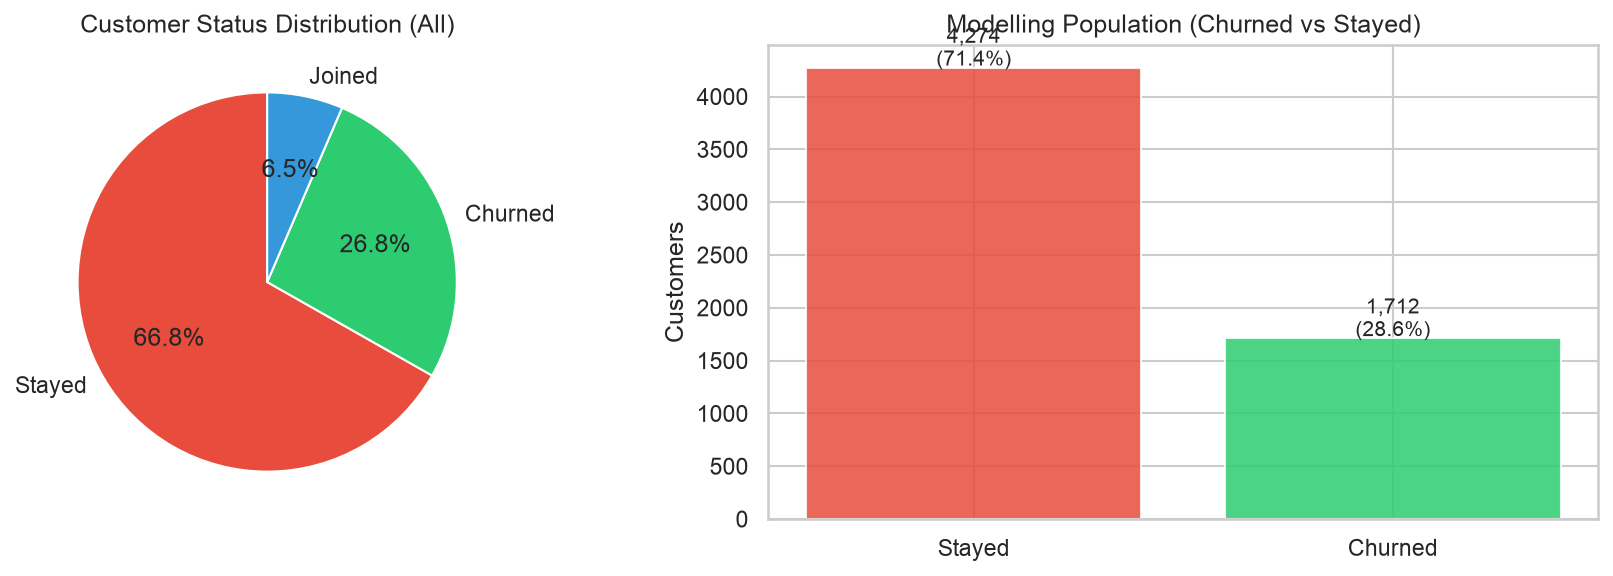 Customer Status Distribution (All)
Joined
6.5%
Churned
26.8%
66.8%
Stayed
Modelling Population (Churned vs Stayed)
4,274
(71.4%)
4000
3500
3000
2500
2000
1500
1000
500
0
Customers
1,712
(28.6%)
Stayed
Churned